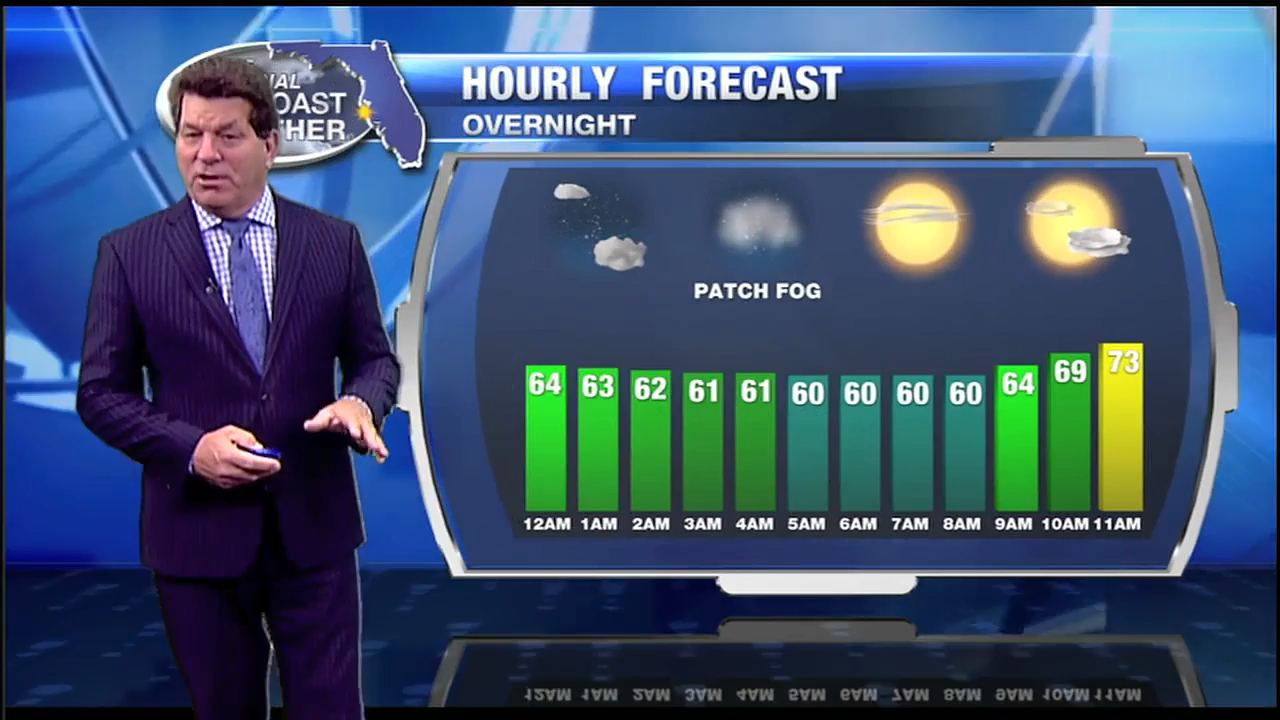 HOURLY FORECAST
OVERNIGHT
PATCH FOG
64 63 62 61 61 60 60 60 60 64 69 73
12AM 1AM 2AM 3AM 4AM 5AM 6AM 7AM 8AM 9AM 10AM 11AM